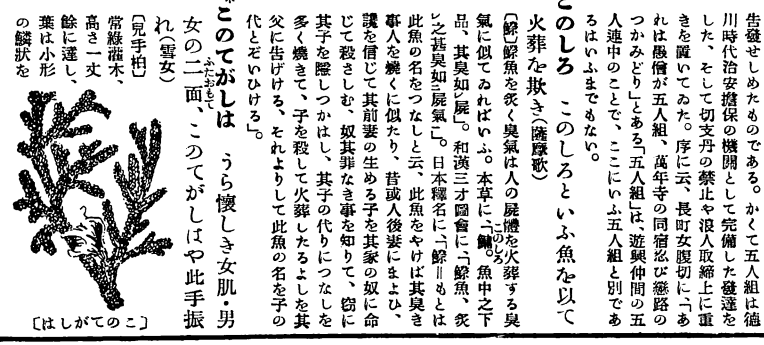 告發せしめたものである。かくて五人組は德
川時代治安擔保の機關として完備した發達を
した、そして切支丹の禁止や浪人取締上に重
きを置いてゐた。序に云、長町女腹切に、「あ
れは愚僧が五人組、萬年寺の同宿忍び戀路の
つかみどり」とある「五人組」は、遊興仲間の五
人連中のことで、こゝにいふ五人組と別であ
るはいふまでもない。
このしろ このしろといふ魚を以て
火葬を欺き(薩摩歌)
〔鰶〕鰶魚を炙く臭氣は人の屍體を火葬する臭
氣に似てゐればいふ。本草に、「鱅。魚中之下
品、其臭如レ屍」。和漢三才圖會に、「鰶魚、炙
レ之甚臭如二屍氣一」。日本釋名に、「鰶＝もとは
此魚の名をつなしと云、此魚をやけば其臭き
事人を燒くに似たり、昔或人後妻にまよひ、
讒を信じて其前妻の生める子を其家の奴に命
じて殺さしむ、奴其罪なき事を知りて、窃に
其子を隱しつかはし、其子の代りにつなしを
多く燒きて、子を殺して火葬したるよしを其
父に告げける、それよりして此魚の名を子の
代とぞいひける」。
*このてがしは うら懷しき女肌・男
女の二面、このてがしはや此手振
れ(雪女)
〔兒手柏〕
常綠灌木、
高さ一丈
餘に達し、
葉は小形
の鱗狀を
〔はしがてのこ〕